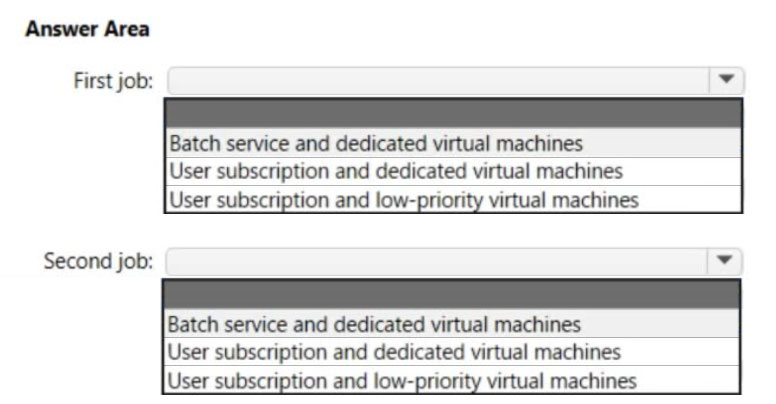 Answer Area
First job:
Batch service and dedicated virtual machines
User subscription and dedicated virtual machines
User subscription and low-priority virtual machines
Second job:
Batch service and dedicated virtual machines
User subscription and dedicated virtual machines
User subscription and low-priority virtual machines